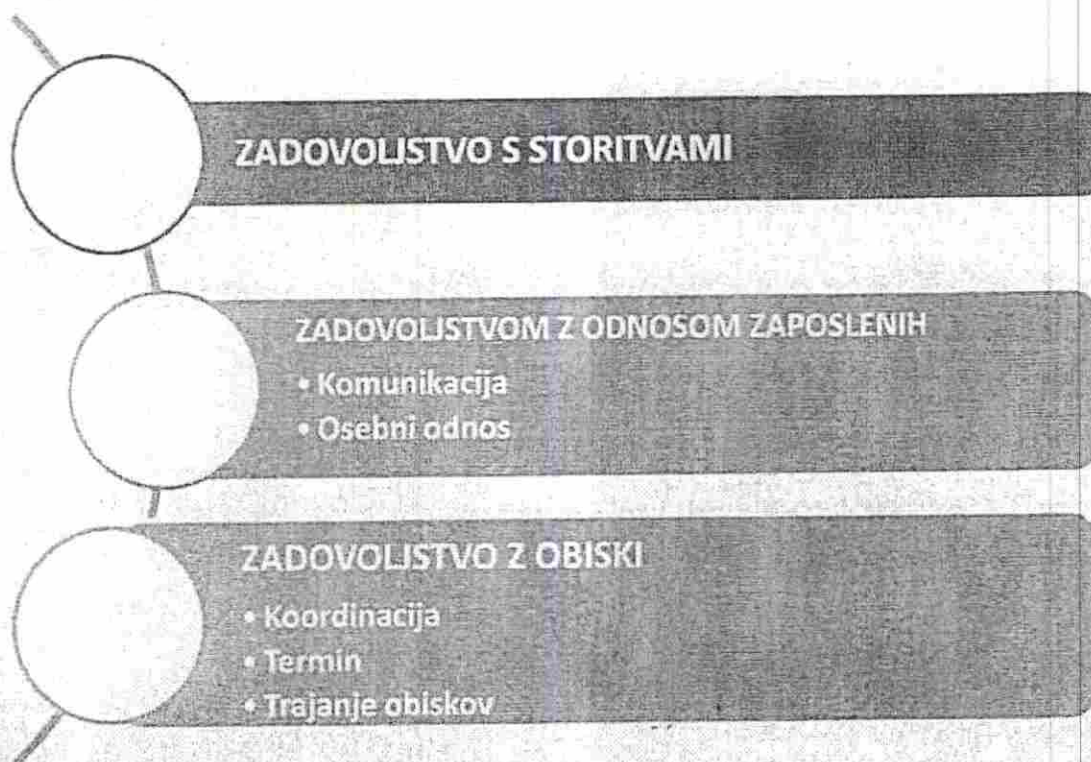 ZADOVOLJSTVO S STORITVAMI
ZADOVOLJSTVOM Z ODNOSOM ZAPOSLENIH
• Komunikacija
• Osebni odnos
ZADOVOLJSTVO Z OBISKI
• Koordinacija
• Termin
• Trajanje obiskov